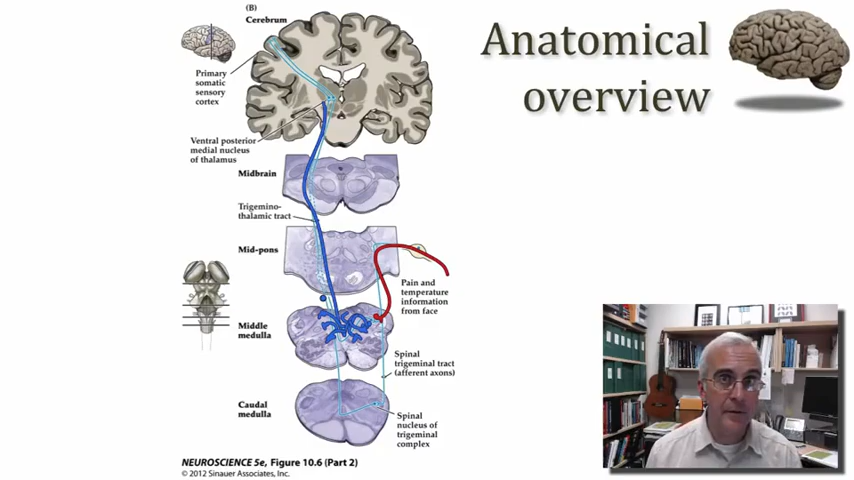 (B)
Cerebrum
Anatomical
overview
Primary
somatic
sensory
cortex
Ventral posterior
medial nucleus
of thalamus
Midbrain
Trigemino-
thalamic tract
Mid-pons
Pain and
temperature
information
from face
Middle
medulla
Spinal
trigeminal tract
(afferent axons)
Caudal
medulla
Spinal
nucleus of
trigeminal
complex
NEUROSCIENCE 5e, Figure 10.6 (Part 2)
© 2012 Sinauer Associates, Inc.